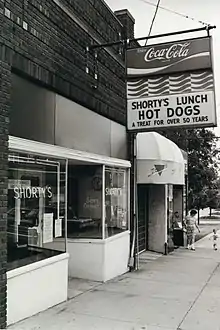 Coca-Cola
SHORTY'S LUNCH
HOT DOGS
A TREAT FOR OVER 50 YEARS
SHORTY'S
SHORTY'S